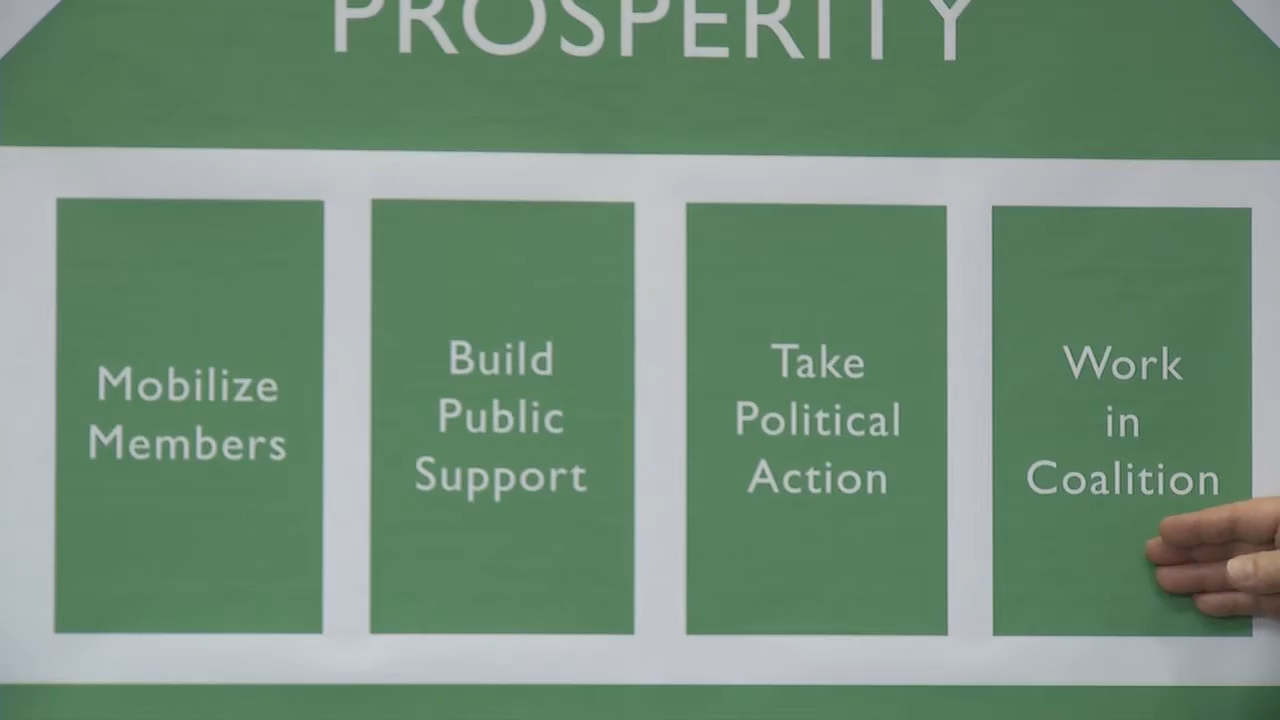 PROSPERITY
Mobilize
Members
Build
Public
Support
Take
Political
Action
Work
in
Coalition